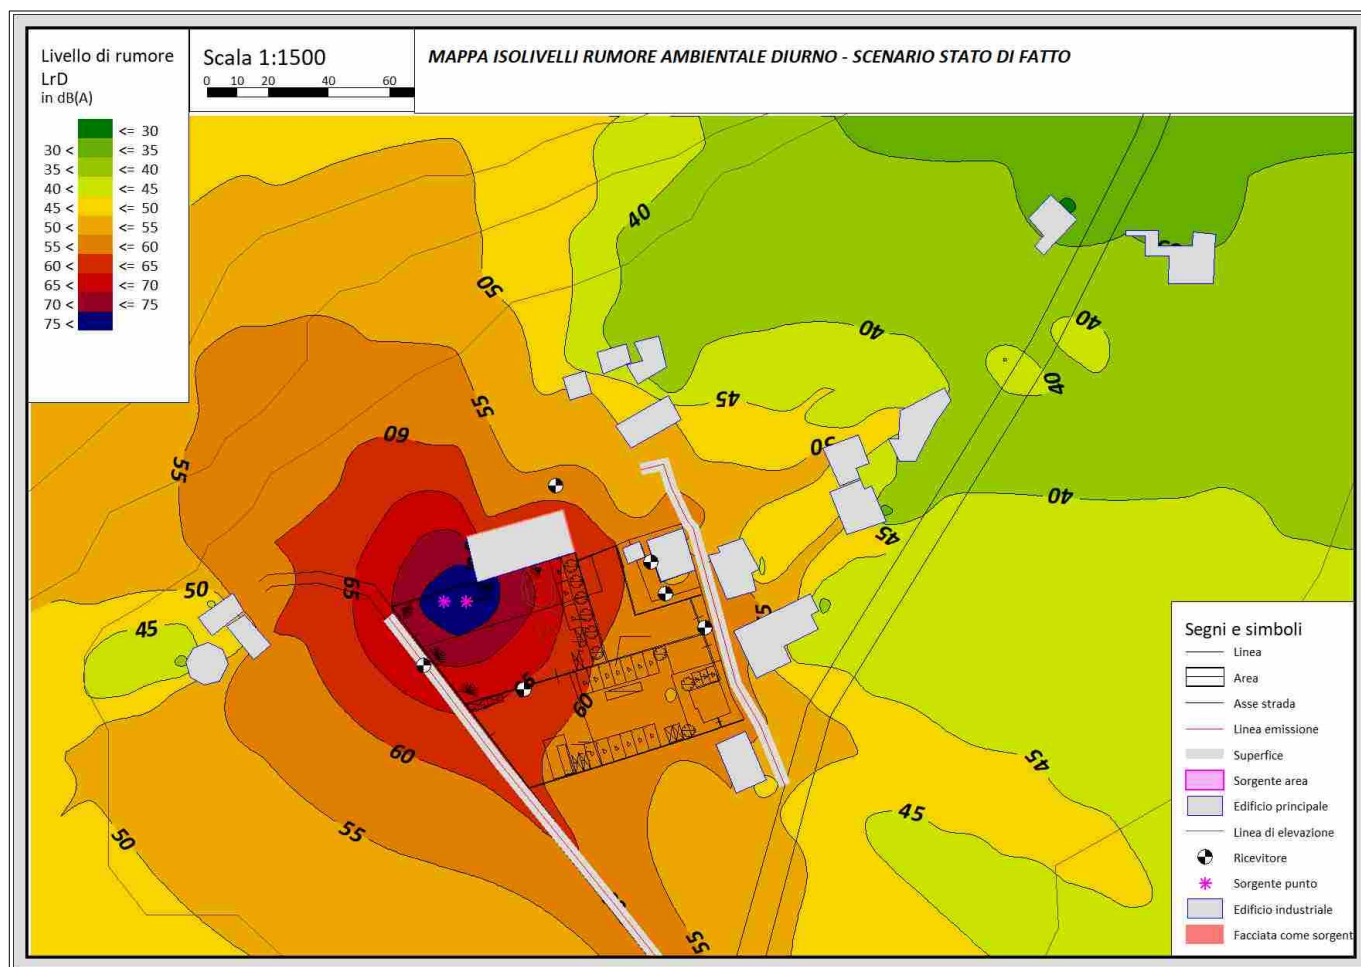 Livello di rumore
LrD
in dB(A)
Scala 1:1500
0 10 20 40 60
MAPPA ISOLIVELLI RUMORE AMBIENTALE DIURNO - SCENARIO STATO DI FATTO
<= 30
30 < <= 35
35 < <= 40
40 < <= 45
45 < <= 50
50 < <= 55
55 < <= 60
60 < <= 65
65 < <= 70
70 < <= 75
75 <
40
50
40
40
40
45
55
60
50
55
40
45
65
50
45
60
60
45
45
55
50
55
Segni e simboli
Linea
Area
Asse strada
Linea emissione
Superfice
Sorgente area
Edificio principale
Linea di elevazione
Ricevitore
Sorgente punto
Edificio industriale
Facciata come sorgent